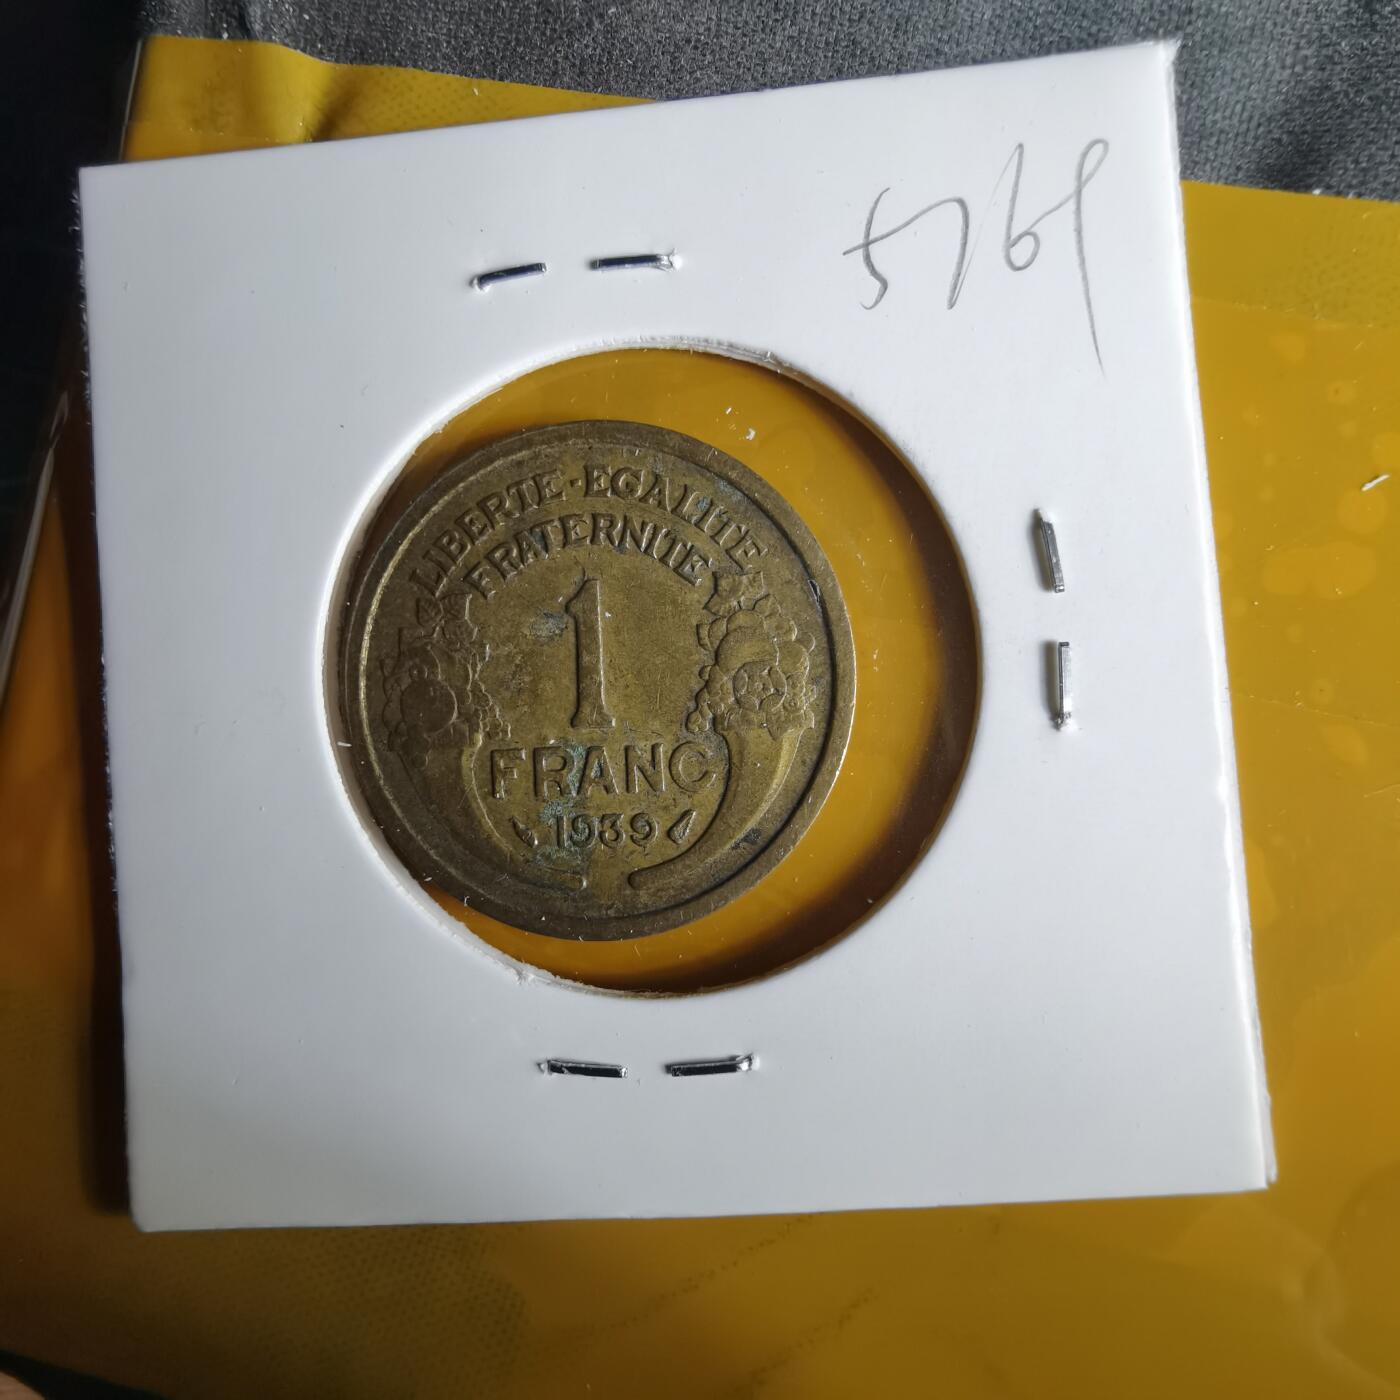 5769
LIBERTE-EGALITE
FRATERNITE
1
FRANC
1939